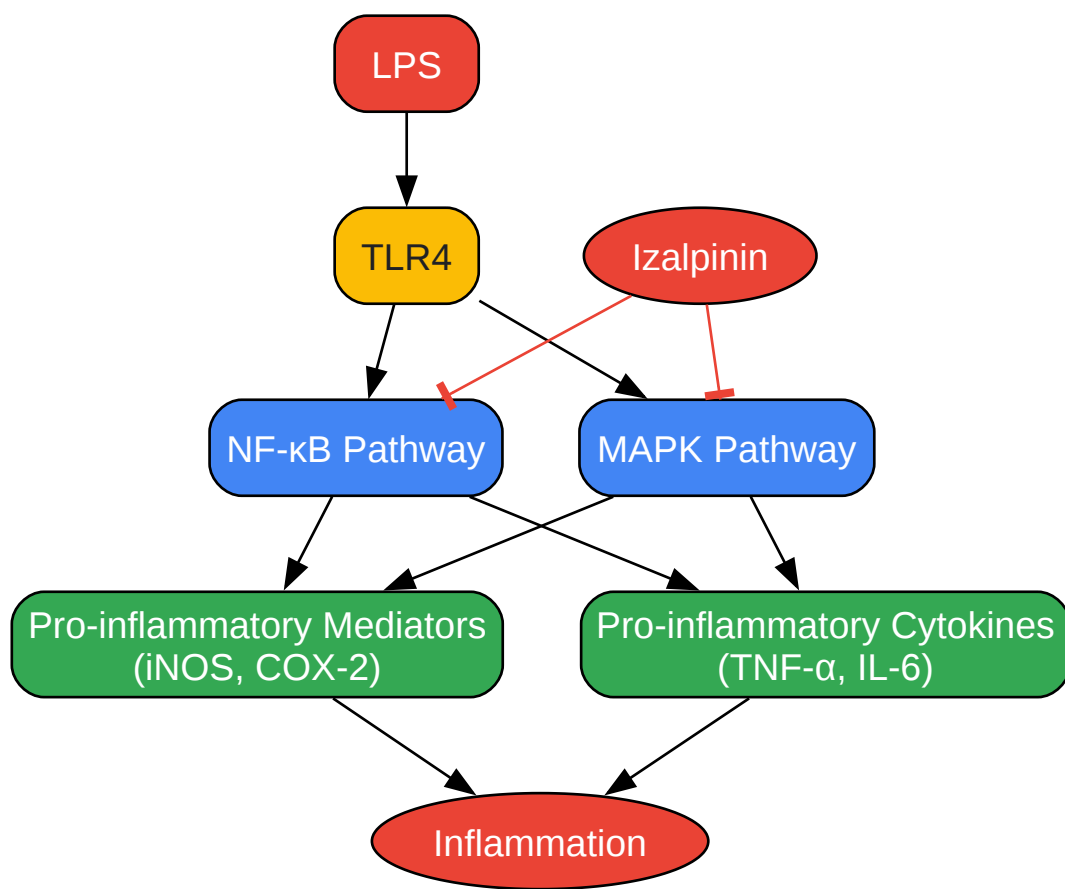 LPS
TLR4
Izalpinin
NF-κB Pathway
MAPK Pathway
Pro-inflammatory Mediators
(iNOS, COX-2)
Pro-inflammatory Cytokines
(TNF-α, IL-6)
Inflammation